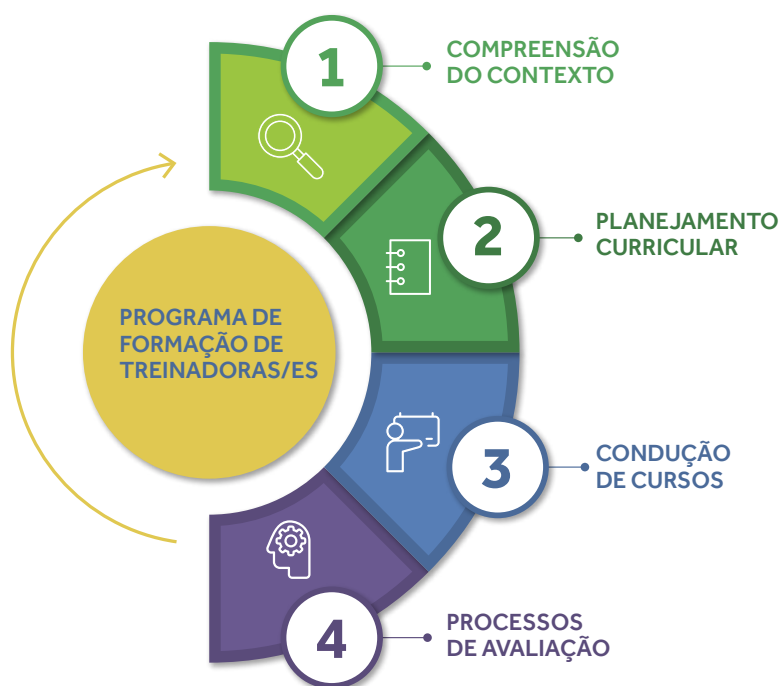 1
COMPREENSÃO
DO CONTEXTO
2
PLANEJAMENTO
CURRICULAR
PROGRAMA DE
FORMAÇÃO DE
TREINADORAS/ES
3
CONDUÇÃO
DE CURSOS
4
PROCESSOS
DE AVALIAÇÃO